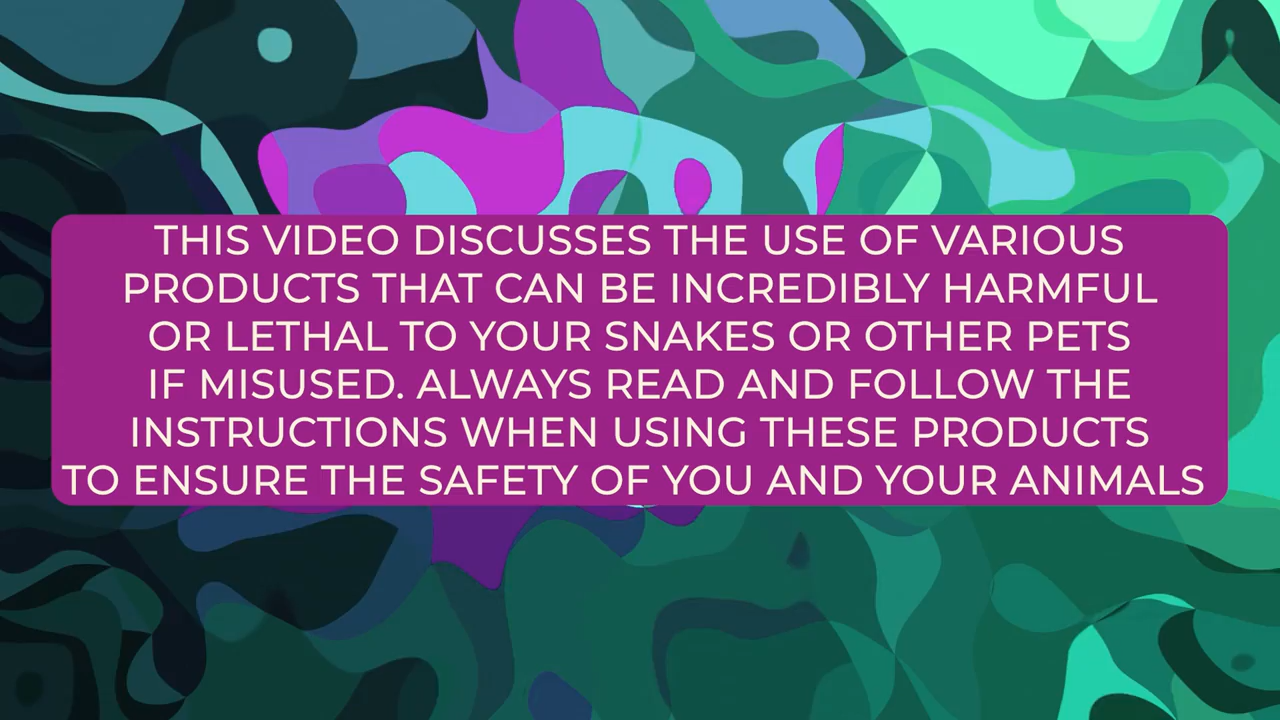 THIS VIDEO DISCUSSES THE USE OF VARIOUS
PRODUCTS THAT CAN BE INCREDIBLY HARMFUL
OR LETHAL TO YOUR SNAKES OR OTHER PETS
IF MISUSED. ALWAYS READ AND FOLLOW THE
INSTRUCTIONS WHEN USING THESE PRODUCTS
TO ENSURE THE SAFETY OF YOU AND YOUR ANIMALS